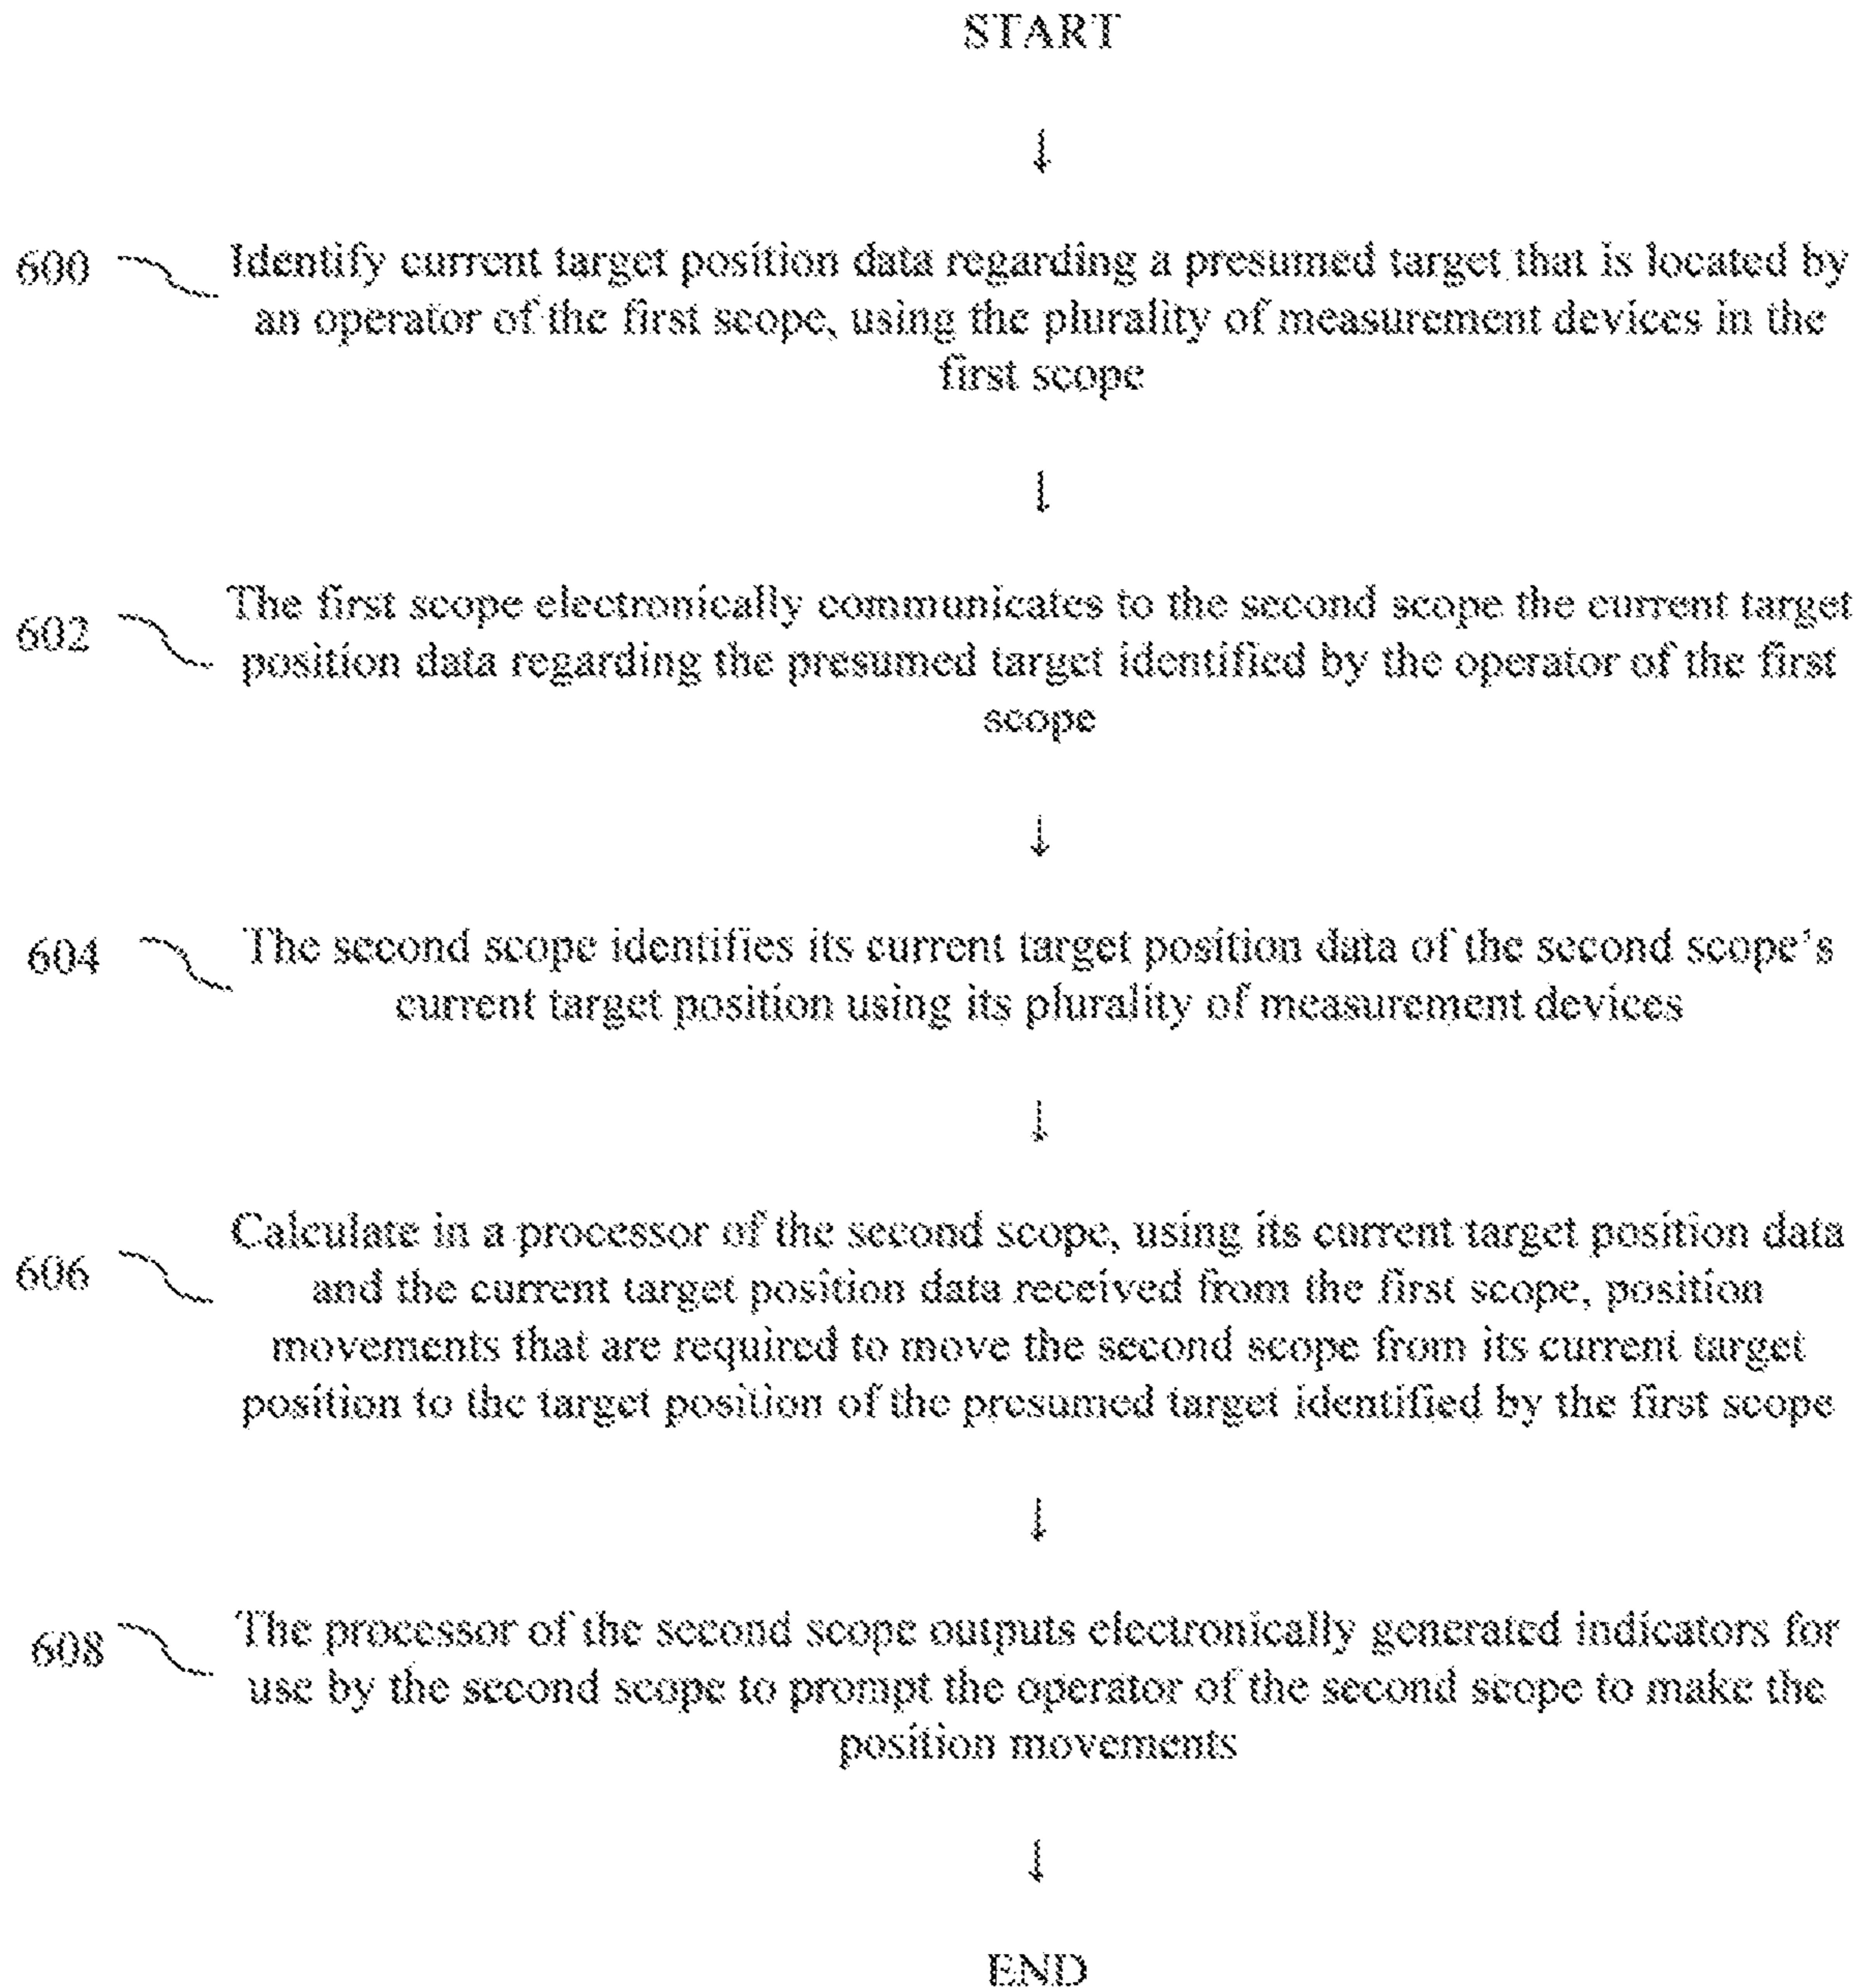 START
↓
600 Identify current target position data regarding a presumed target that is located by
an operator of the first scope, using the plurality of measurement devices in the
first scope
↓
602 The first scope electronically communicates to the second scope the current target
position data regarding the presumed target identified by the operator of the first
scope
↓
604 The second scope identifies its current target position data of the second scope's
current target position using its plurality of measurement devices
↓
606 Calculate in a processor of the second scope, using its current target position data
and the current target position data received from the first scope, position
movements that are required to move the second scope from its current target
position to the target position of the presumed target identified by the first scope
↓
608 The processor of the second scope outputs electronically generated indicators for
use by the second scope to prompt the operator of the second scope to make the
position movements
↓
END